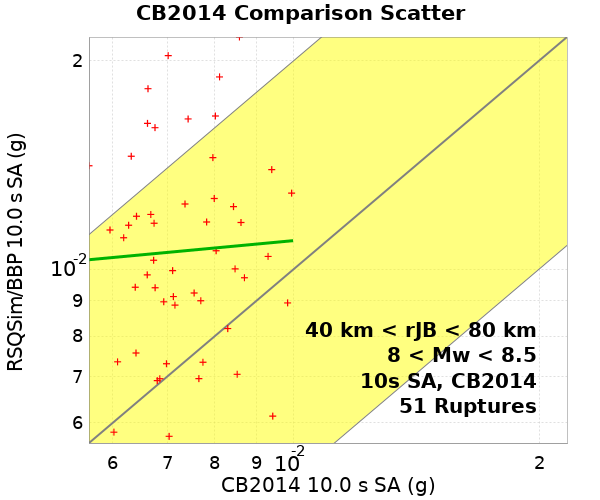 CB2014 Comparison Scatter
RSQSim/BBP 10.0 s SA (g)
2
10-2
9
8
7
6
40 km < rJB < 80 km
8 < Mw < 8.5
10s SA, CB2014
51 Ruptures
6 7 8 9 10-2 2
CB2014 10.0 s SA (g)